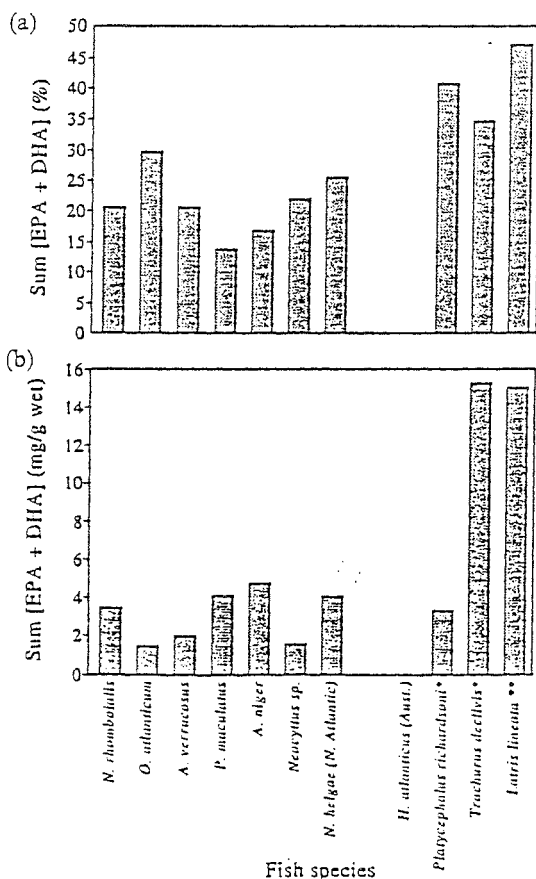 (a)
Sum [EPA + DHA] (%)
50
45
40
35
30
25
20
15
10
5
0
(b)
Sum [EPA + DHA] (mg/g wet)
16
14
12
10
8
6
4
2
0
N. rhomboidalis
O. atlanticum
A. verrucosus
P. maculatus
A. niger
Neocyttus sp.
N. helgae (N. Atlantic)
H. atlanticus (Aust.)
Platycephalus richardsoni*
Trachurus declivis*
Latris lineata **
Fish species